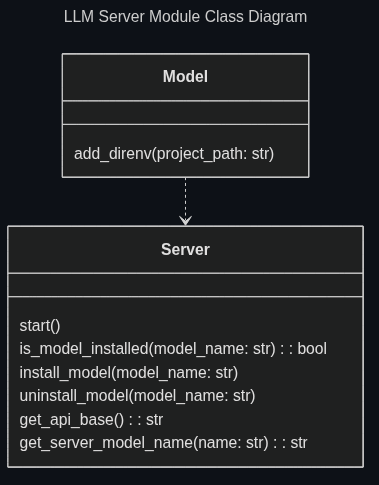 LLM Server Module Class Diagram
Model
add_direnv(project_path: str)
Server
start()
is_model_installed(model_name: str) : : bool
install_model(model_name: str)
uninstall_model(model_name: str)
get_api_base() : : str
get_server_model_name(name: str) : : str